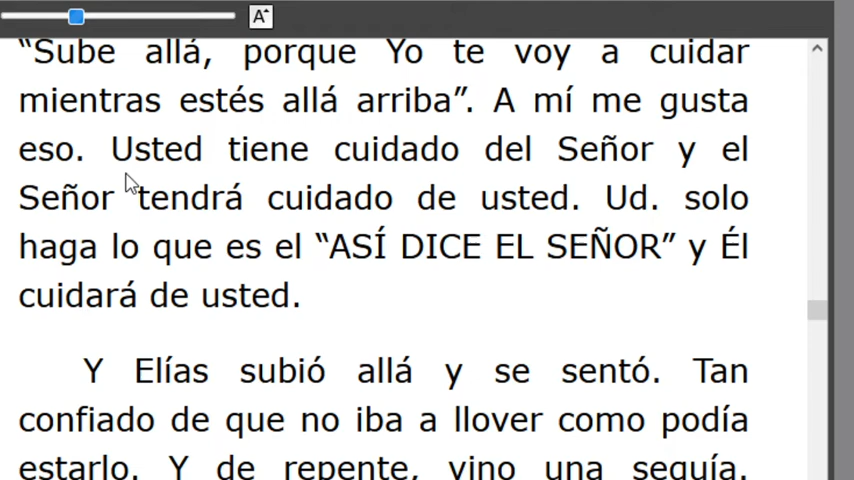 A
“Sube allá, porque Yo te voy a cuidar
mientras estés allá arriba”. A mí me gusta
eso. Usted tiene cuidado del Señor y el
Señor tendrá cuidado de usted. Ud. solo
haga lo que es el “ASÍ DICE EL SEÑOR” y Él
cuidará de usted.
Y Elías subió allá y se sentó. Tan
confiado de que no iba a llover como podía
estarlo. Y de repente, vino una sequía.